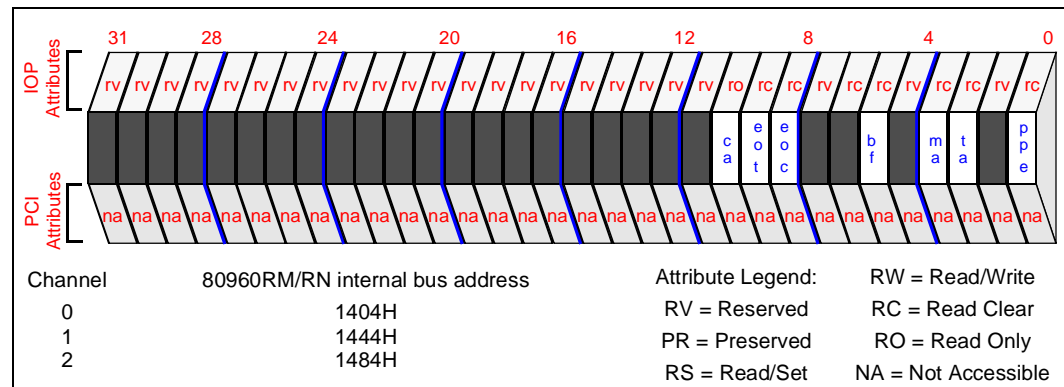 31 28 24 20 16 12 8 4 0
IOP Attributes
rv rv rv rv rv rv rv rv rv rv rv rv rv rv rv rv rv rv rv rv rv ro rc rc rv rc rc rv rc rc rv rc
ca eot eoc bf ma ta ppe
PCI Attributes
na na na na na na na na na na na na na na na na na na na na na na na na na na na na na na na na
Channel 80960RM/RN internal bus address
0 1404H
1 1444H
2 1484H
Attribute Legend: RW = Read/Write
RV = Reserved RC = Read Clear
PR = Preserved RO = Read Only
RS = Read/Set NA = Not Accessible